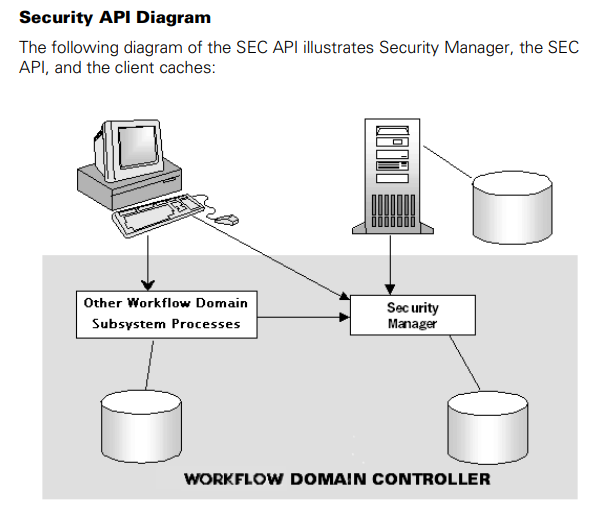 Security API Diagram
The following diagram of the SEC API illustrates Security Manager, the SEC
API, and the client caches:
Other Workflow Domain
Subsystem Processes
Security
Manager
WORKFLOW DOMAIN CONTROLLER